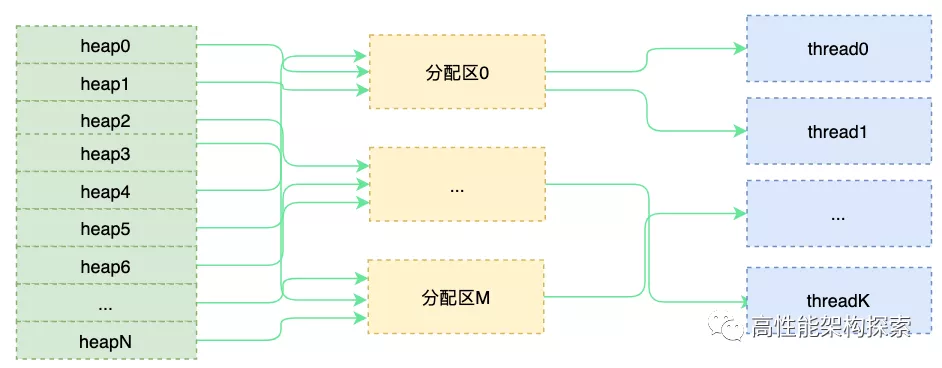 heap0
heap1
heap2
heap3
heap4
heap5
heap6
...
heapN
分配区0
...
分配区M
thread0
thread1
...
threadK
高性能架构探索